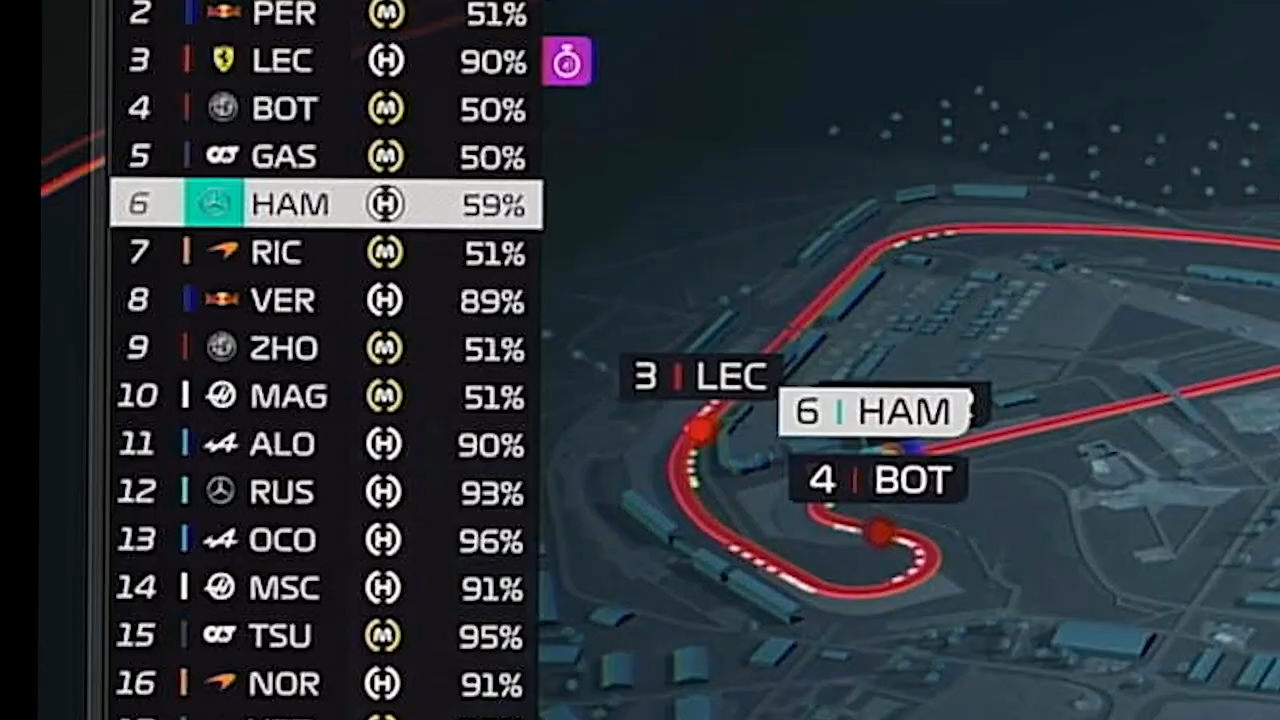 2 PER M 51%
3 LEC H 90%
4 BOT M 50%
5 GAS M 50%
6 HAM H 59%
7 RIC M 51%
8 VER H 89%
9 ZHO M 51%
10 MAG M 51%
11 ALO H 90%
12 RUS H 93%
13 OCO H 96%
14 MSC H 91%
15 TSU M 95%
16 NOR H 91%
3 LEC
6 HAM
4 BOT